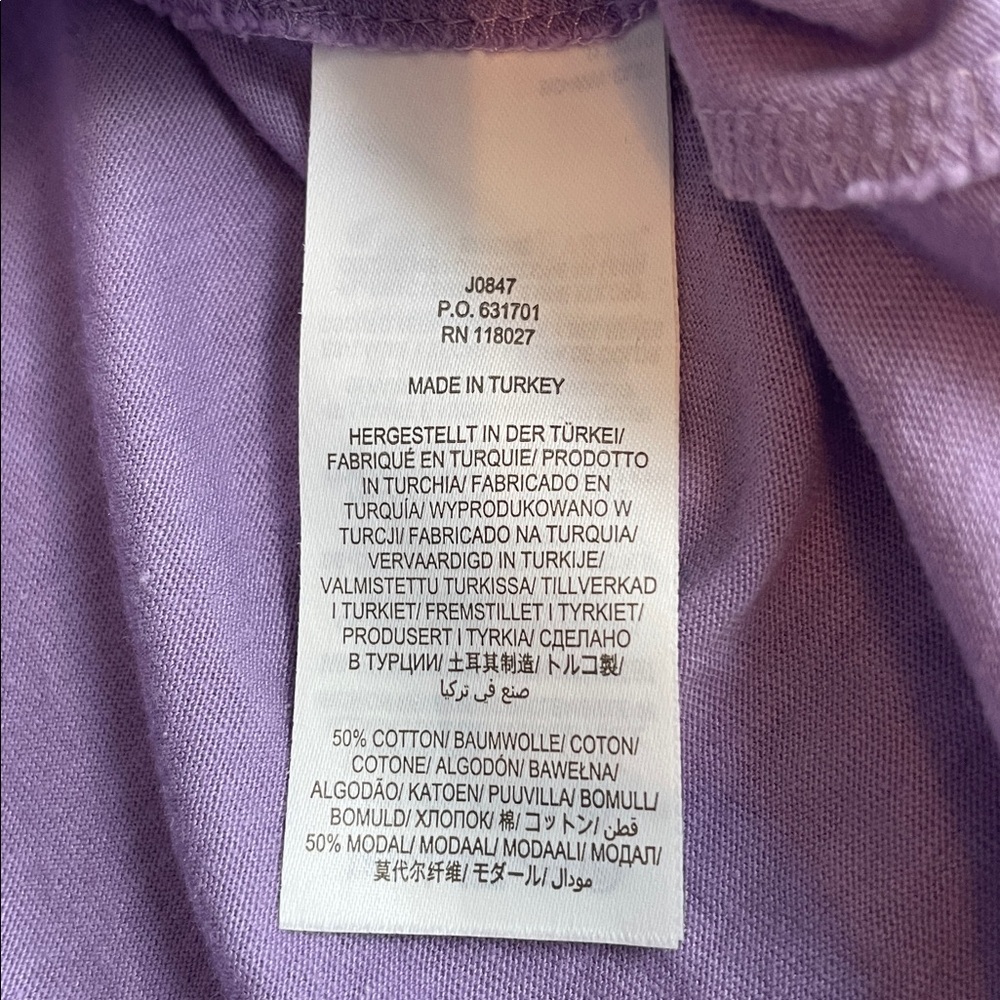 J0847
P.O. 631701
RN 118027
MADE IN TURKEY
HERGESTELLT IN DER TÜRKEI/
FABRIQUÉ EN TURQUIE/ PRODOTTO
IN TURCHIA/ FABRICADO EN
TURQUÍA/ WYPRODUKOWANO W
TURCJI/ FABRICADO NA TURQUIA/
VERVAARDIGD IN TURKIJE/
VALMISTETTU TURKISSA/ TILLVERKAD
I TURKIET/ FREMSTILLET I TYRKIET/
PRODUSERT I TYRKIA/ СДЕЛАНО
В ТУРЦИИ/ 土耳其制造/ トルコ製/
صنع في تركيا
50% COTTON/ BAUMWOLLE/ COTON/
COTONE/ ALGODÓN/ BAWEŁNA/
ALGODÃO/ KATOEN/ PUUVILLA/ BOMULL/
BOMULD/ ХЛОПОК/ 棉/ コットン/ قطن
50% MODAL/ MODAAL/ MODAALI/ МОДАЛ/
莫代尔纤维/ モダール/ مودال